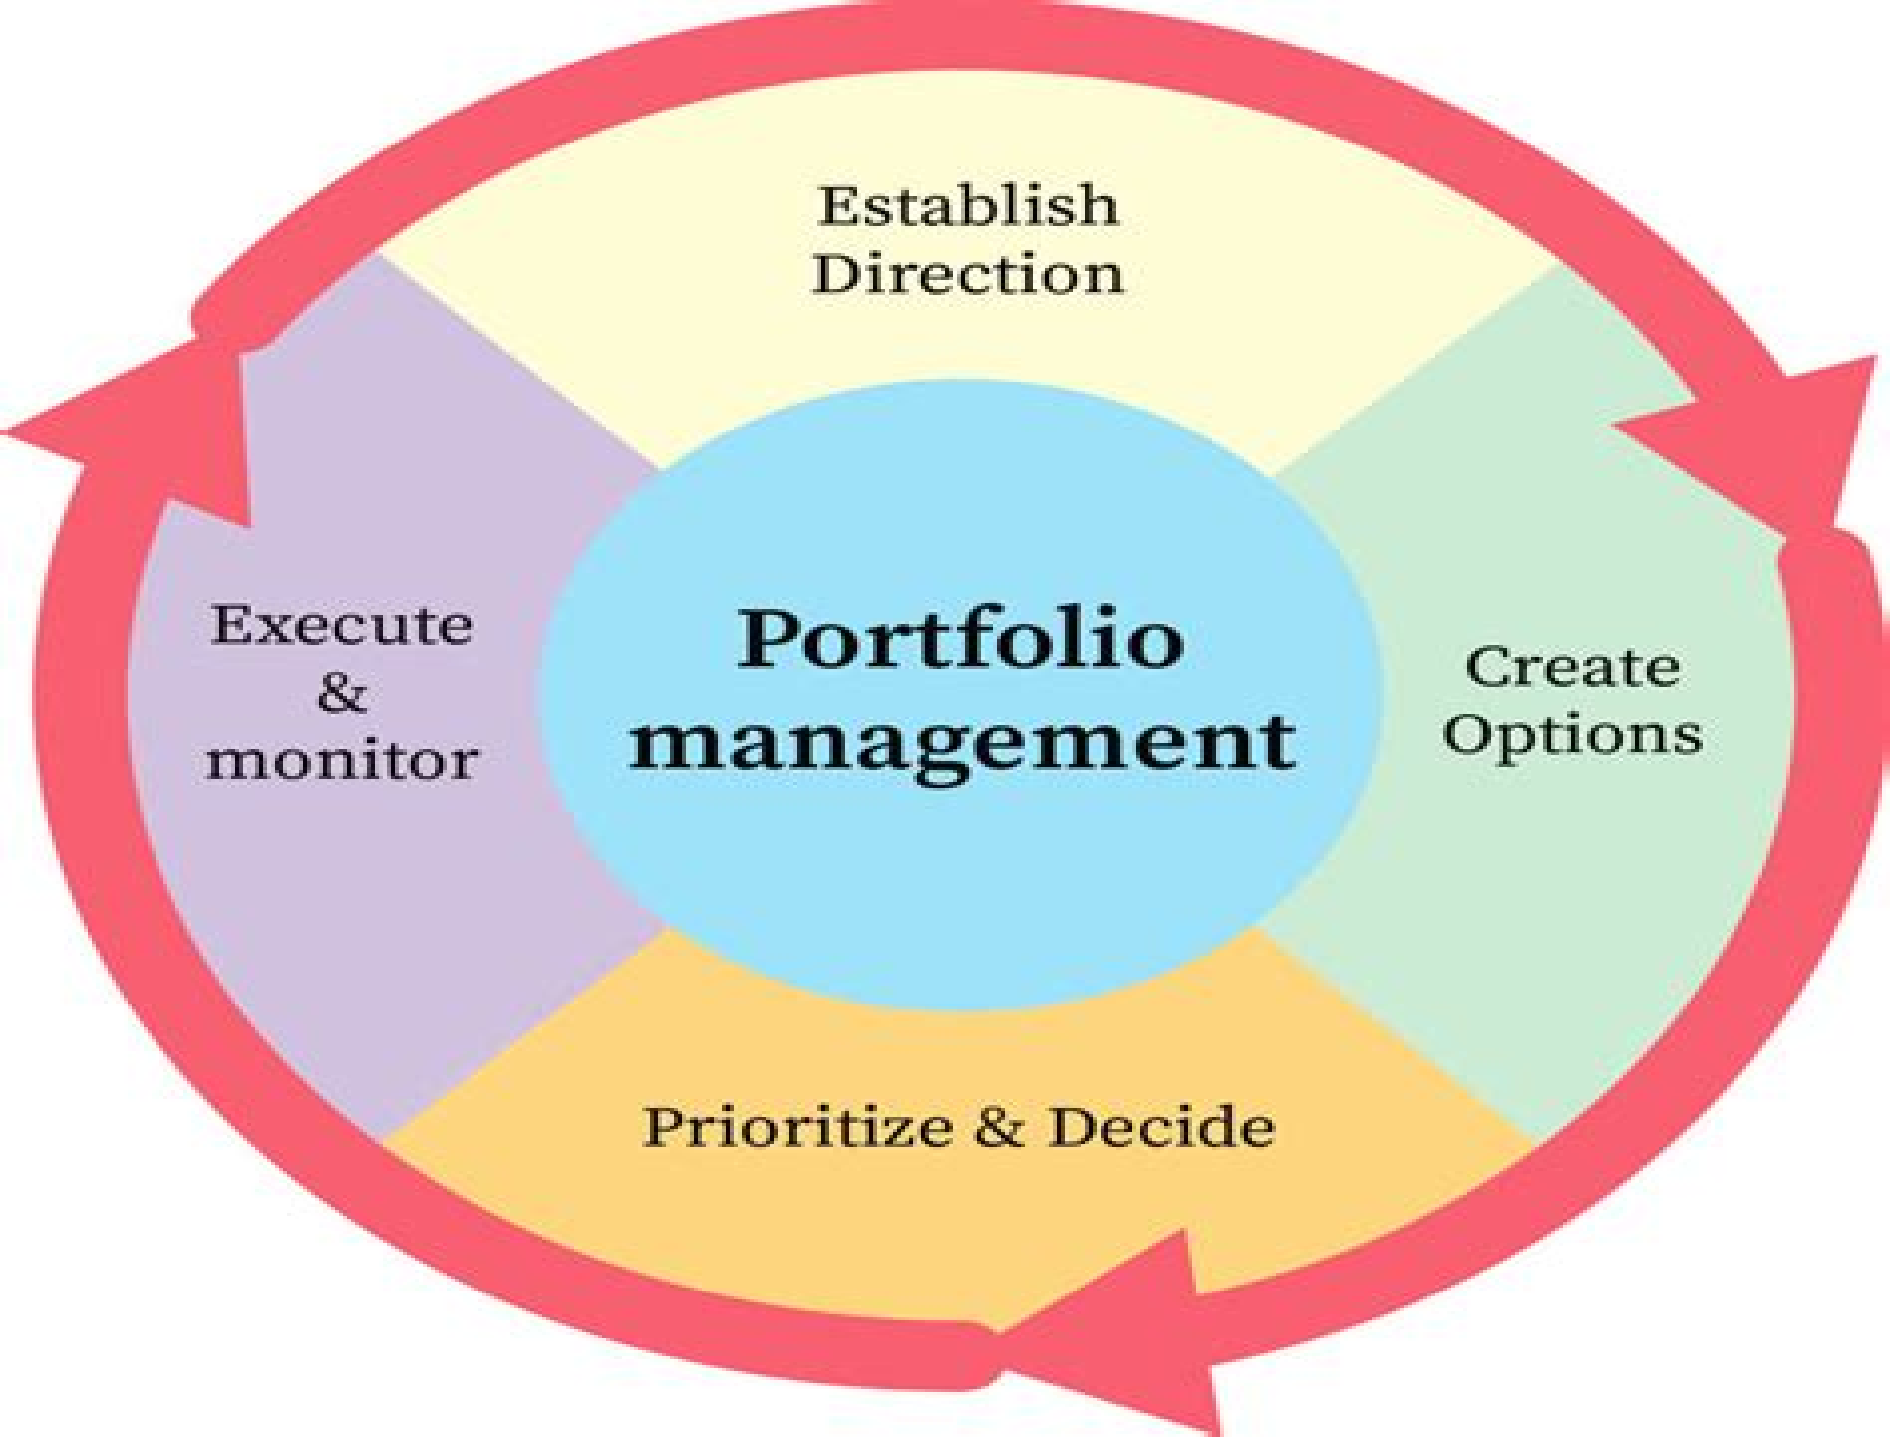 Establish
Direction
Portfolio
management
Create
Options
Prioritize & Decide
Execute
&
monitor